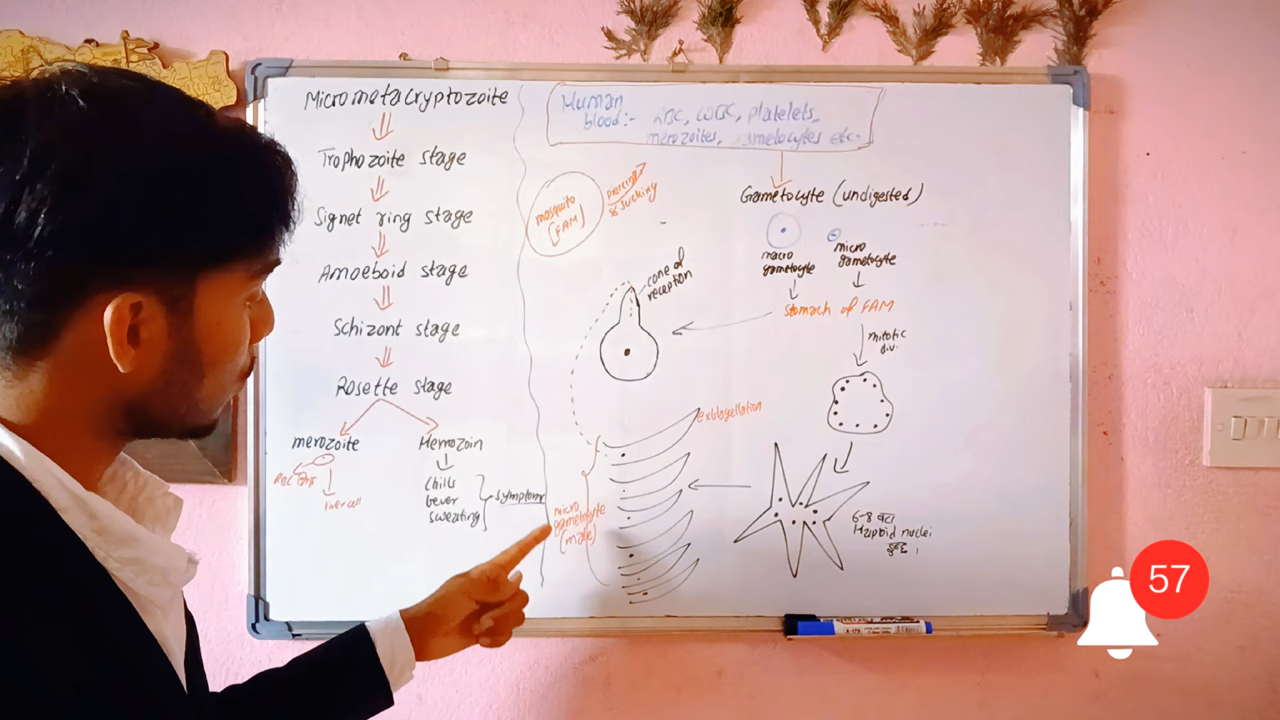 Micrometacryptozoite
Trophozoite stage
Signet ring stage
Amoeboid stage
Schizont stage
Rosette stage
merozoite
Hemozoin
RBC
liver cell
Chills
fever
sweating
symptom
Human
blood:- RBC, WBC, platelets,
merozoites, gametocytes etc-
mosquito
(FAM)
& sucking
Gametocyte (undigested)
macro
gametocyte
micro
gametocyte
stomach of FAM
cone of
reception
mitotic
div.
exflagellation
micro
gametocyte
(male)
6-8 वटा
Haploid nuclei
57